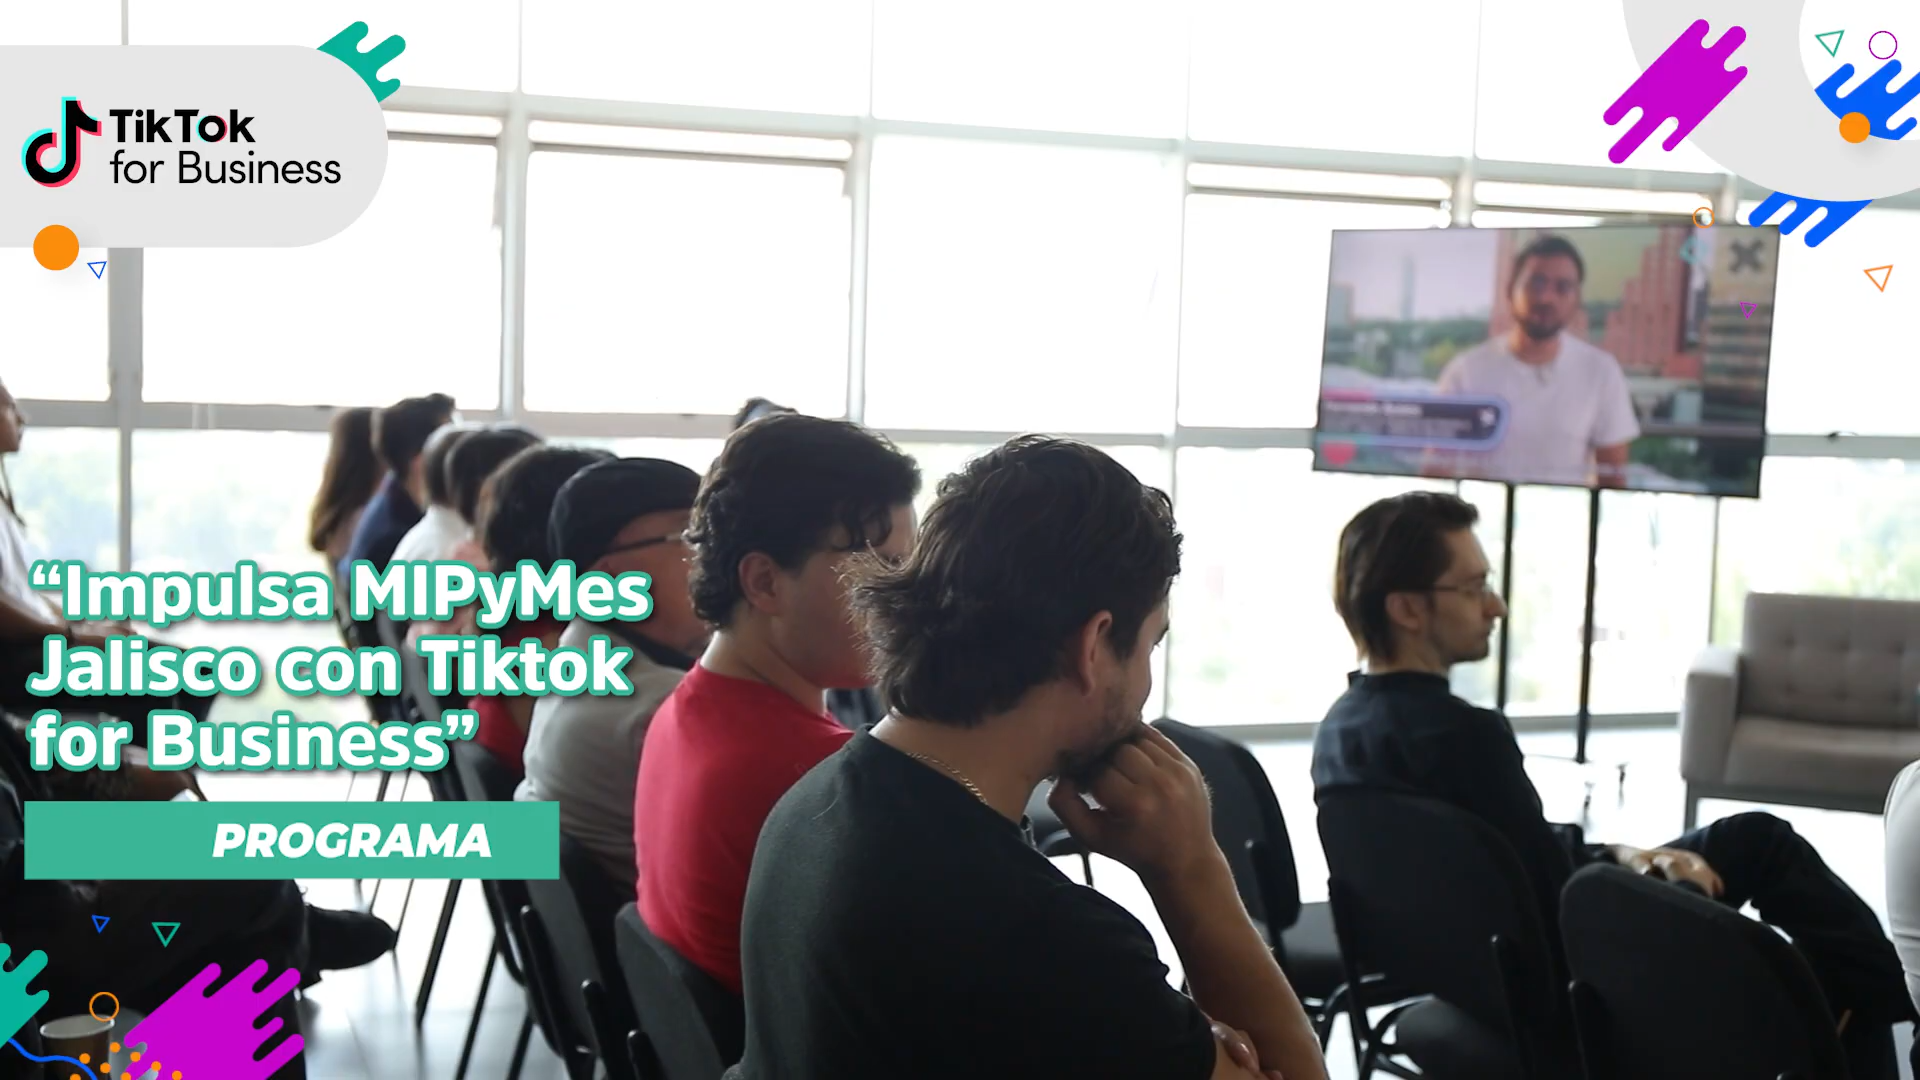 TikTok
for Business
“Impulsa MIPyMes
Jalisco con Tiktok
for Business”
PROGRAMA